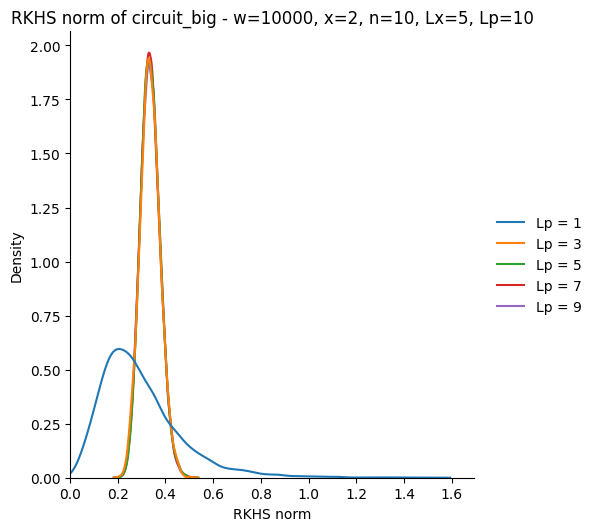 RKHS norm of circuit_big - w=10000, x=2, n=10, Lx=5, Lp=10
2.00
1.75
1.50
1.25
1.00
0.75
0.50
0.25
0.00
Density
0.0 0.2 0.4 0.6 0.8 1.0 1.2 1.4 1.6
RKHS norm
Lp = 1
Lp = 3
Lp = 5
Lp = 7
Lp = 9